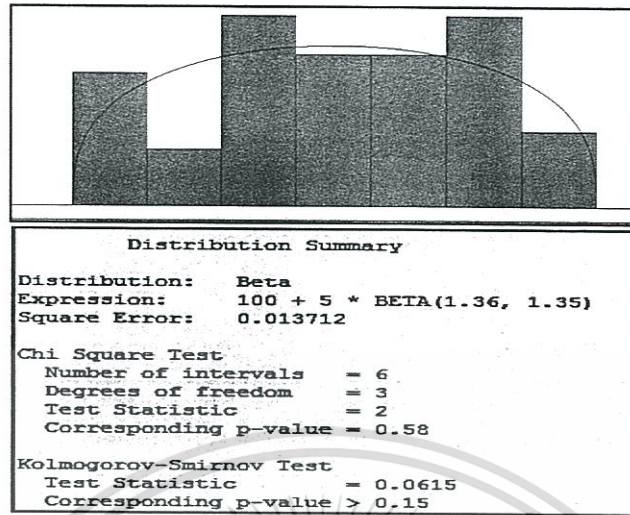 Distribution Summary
Distribution: Beta
Expression: 100 + 5 * BETA(1.36, 1.35)
Square Error: 0.013712
Chi Square Test
Number of intervals = 6
Degrees of freedom = 3
Test Statistic = 2
Corresponding p-value = 0.58
Kolmogorov-Smirnov Test
Test Statistic = 0.0615
Corresponding p-value > 0.15